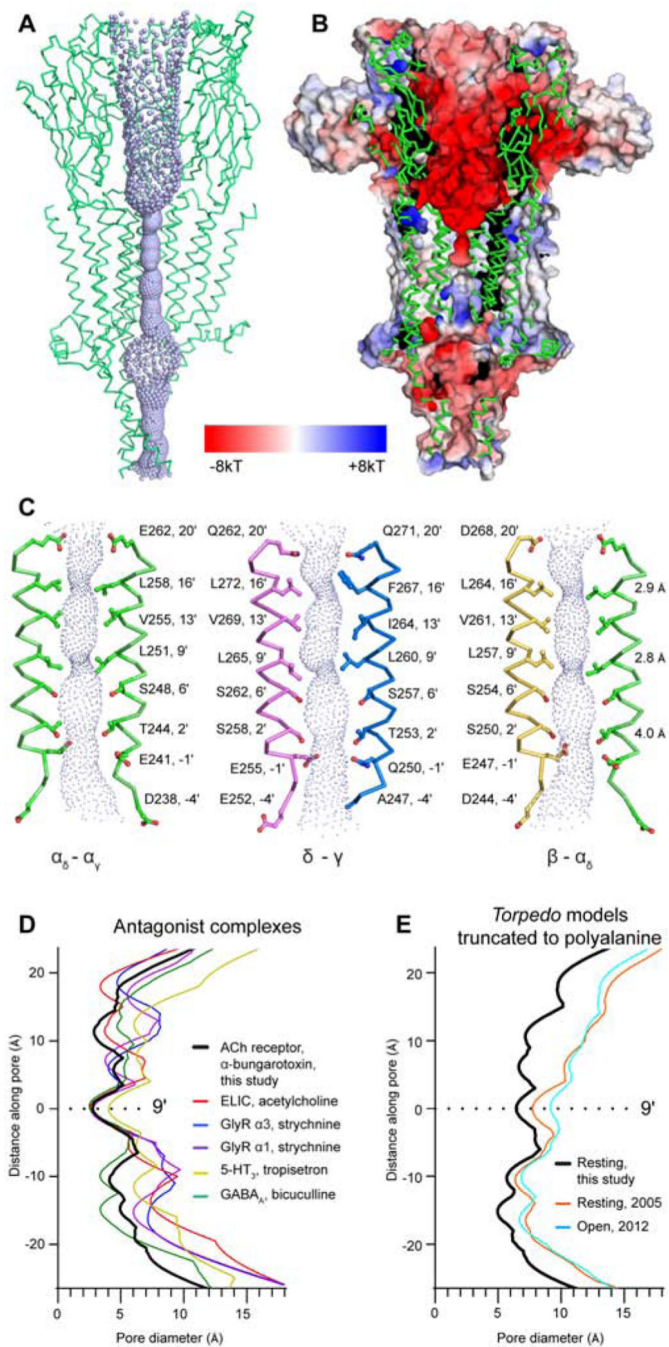 A
B
-8kT
+8kT
C
E262, 20'
L258, 16'
V255, 13'
L251, 9'
S248, 6'
T244, 2'
E241, -1'
D238, -4'
αδ - αγ
Q262, 20'
L272, 16'
V269, 13'
L265, 9'
S262, 6'
S258, 2'
E255, -1'
E252, -4'
Q271, 20'
F267, 16'
I264, 13'
L260, 9'
S257, 6'
T253, 2'
Q250, -1'
A247, -4'
δ - γ
D268, 20'
L264, 16'
V261, 13'
L257, 9'
S254, 6'
S250, 2'
E247, -1'
D244, -4'
2.9 Å
2.8 Å
4.0 Å
β - αδ
D
Antagonist complexes
Distance along pore (Å)
20
10
0
-10
-20
9'
ACh receptor,
α-bungarotoxin,
this study
ELIC, acetylcholine
GlyR α3, strychnine
GlyR α1, strychnine
5-HT3, tropisetron
GABAA, bicuculline
0
5
10
15
Pore diameter (Å)
E
Torpedo models
truncated to polyalanine
Distance along pore (Å)
20
10
0
-10
-20
9'
Resting,
this study
Resting, 2005
Open, 2012
0
5
10
15
Pore diameter (Å)